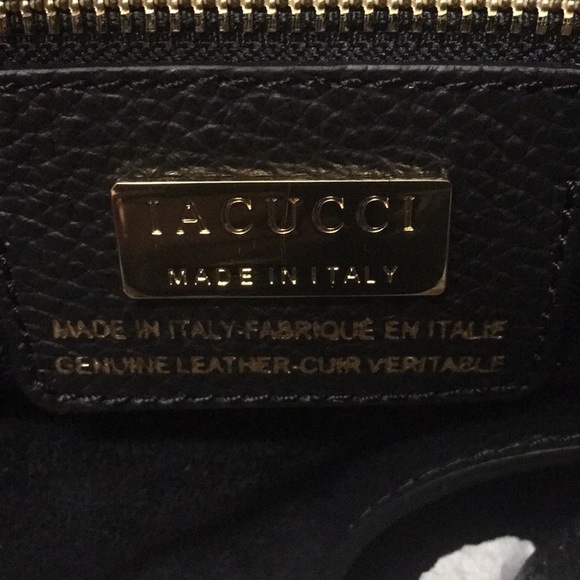 IACUCCI
MADE IN ITALY
MADE IN ITALY-FABRIQUÉ EN ITALIE
GENUINE LEATHER-CUIR VERITABLE